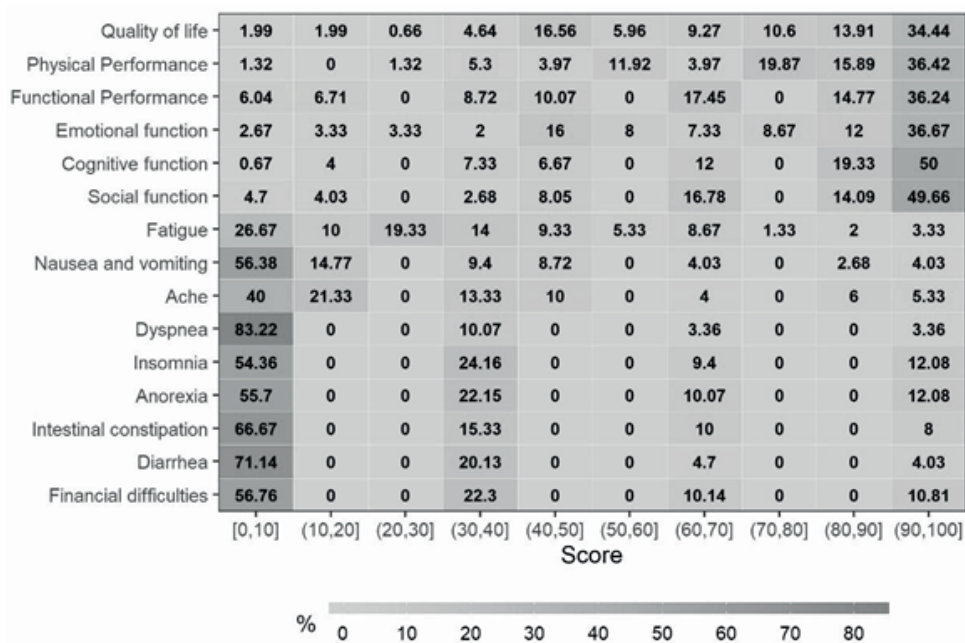 Quality of life 1.99 1.99 0.66 4.64 16.56 5.96 9.27 10.6 13.91 34.44
Physical Performance 1.32 0 1.32 5.3 3.97 11.92 3.97 19.87 15.89 36.42
Functional Performance 6.04 6.71 0 8.72 10.07 0 17.45 0 14.77 36.24
Emotional function 2.67 3.33 3.33 2 16 8 7.33 8.67 12 36.67
Cognitive function 0.67 4 0 7.33 6.67 0 12 0 19.33 50
Social function 4.7 4.03 0 2.68 8.05 0 16.78 0 14.09 49.66
Fatigue 26.67 10 19.33 14 9.33 5.33 8.67 1.33 2 3.33
Nausea and vomiting 56.38 14.77 0 9.4 8.72 0 4.03 0 2.68 4.03
Ache 40 21.33 0 13.33 10 0 4 0 6 5.33
Dyspnea 83.22 0 0 10.07 0 0 3.36 0 0 3.36
Insomnia 54.36 0 0 24.16 0 0 9.4 0 0 12.08
Anorexia 55.7 0 0 22.15 0 0 10.07 0 0 12.08
Intestinal constipation 66.67 0 0 15.33 0 0 10 0 0 8
Diarrhea 71.14 0 0 20.13 0 0 4.7 0 0 4.03
Financial difficulties 56.76 0 0 22.3 0 0 10.14 0 0 10.81
[0,10] (10,20] (20,30] (30,40] (40,50] (50,60] (60,70] (70,80] (80,90] (90,100]
Score
% 0 10 20 30 40 50 60 70 80